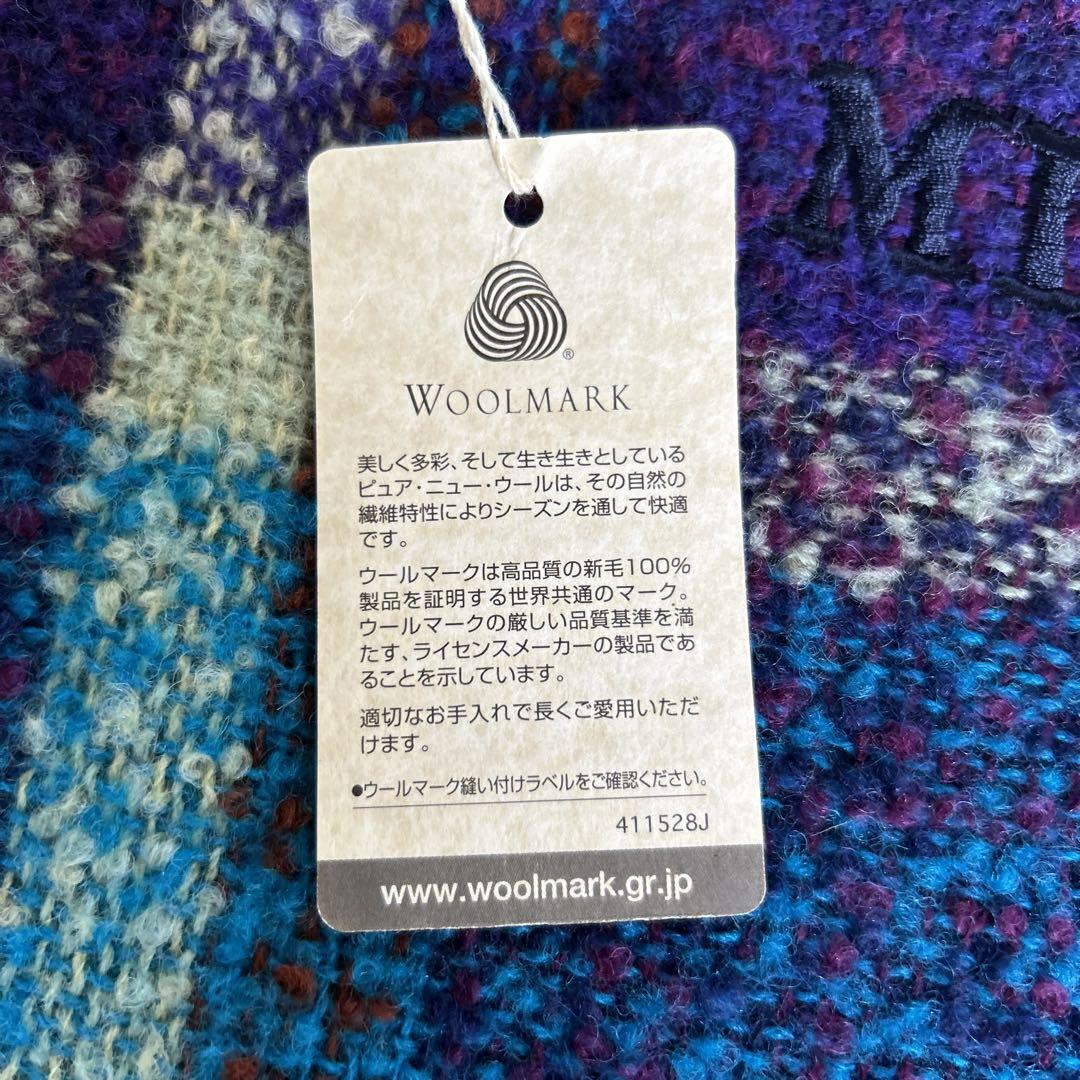 WOOLMARK
®
美しく多彩、そして生き生きとしている
ピュア・ニュー・ウールは、その自然の
繊維特性によりシーズンを通して快適
です。
ウールマークは高品質の新毛100%
製品を証明する世界共通のマーク。
ウールマークの厳しい品質基準を満
たす、ライセンスメーカーの製品であ
ることを示しています。
適切なお手入れで長くご愛用いただ
けます。
●ウールマーク縫い付けラベルをご確認ください。
411528J
www.woolmark.gr.jp